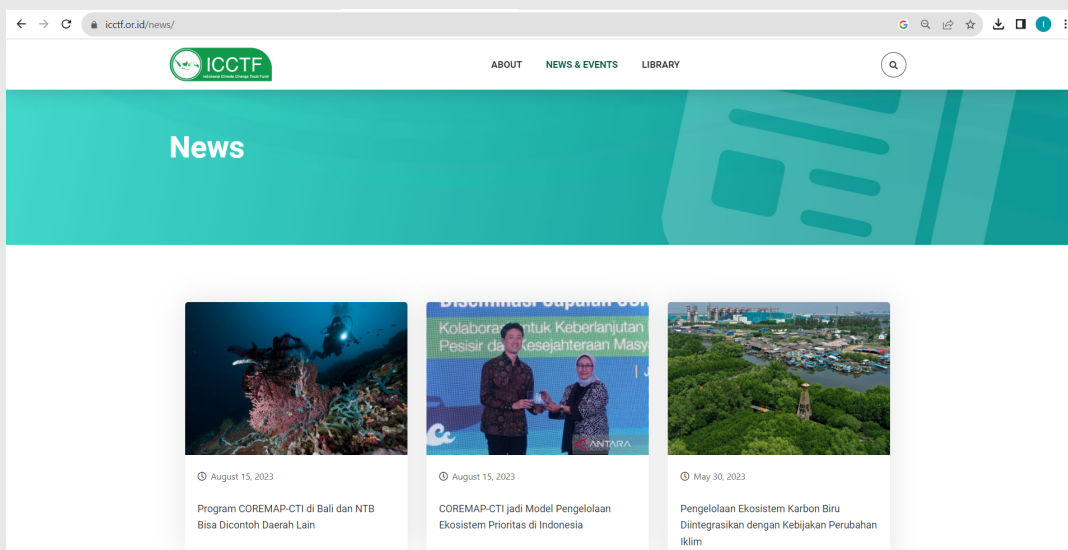 icctf.or.id/news/
ICCTF
Indonesia Climate Change Trust Fund
ABOUT NEWS & EVENTS LIBRARY
News
Kolaborasi untuk Keberlanjutan
Pesisir dan Kesejahteraan Masy
ANTARA
August 15, 2023
August 15, 2023
May 30, 2023
Program COREMAP-CTI di Bali dan NTB
Bisa Dicontoh Daerah Lain
COREMAP-CTI jadi Model Pengelolaan
Ekosistem Prioritas di Indonesia
Pengelolaan Ekosistem Karbon Biru
Diintegrasikan dengan Kebijakan Perubahan
Iklim